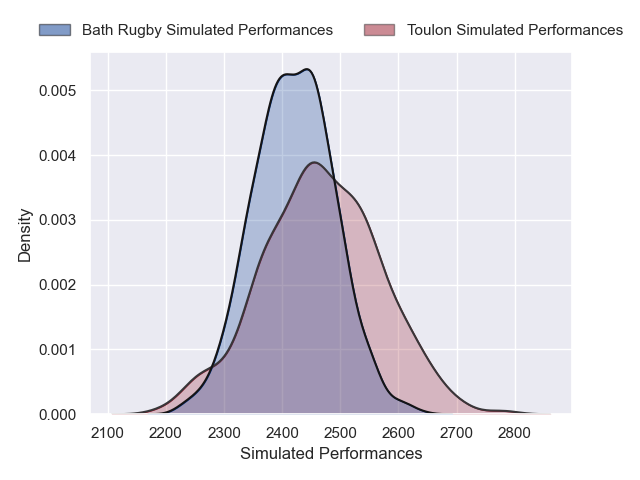 Bath Rugby Simulated Performances Toulon Simulated Performances
0.005
0.004
0.003
0.002
0.001
0.000
Density
2100 2200 2300 2400 2500 2600 2700 2800
Simulated Performances